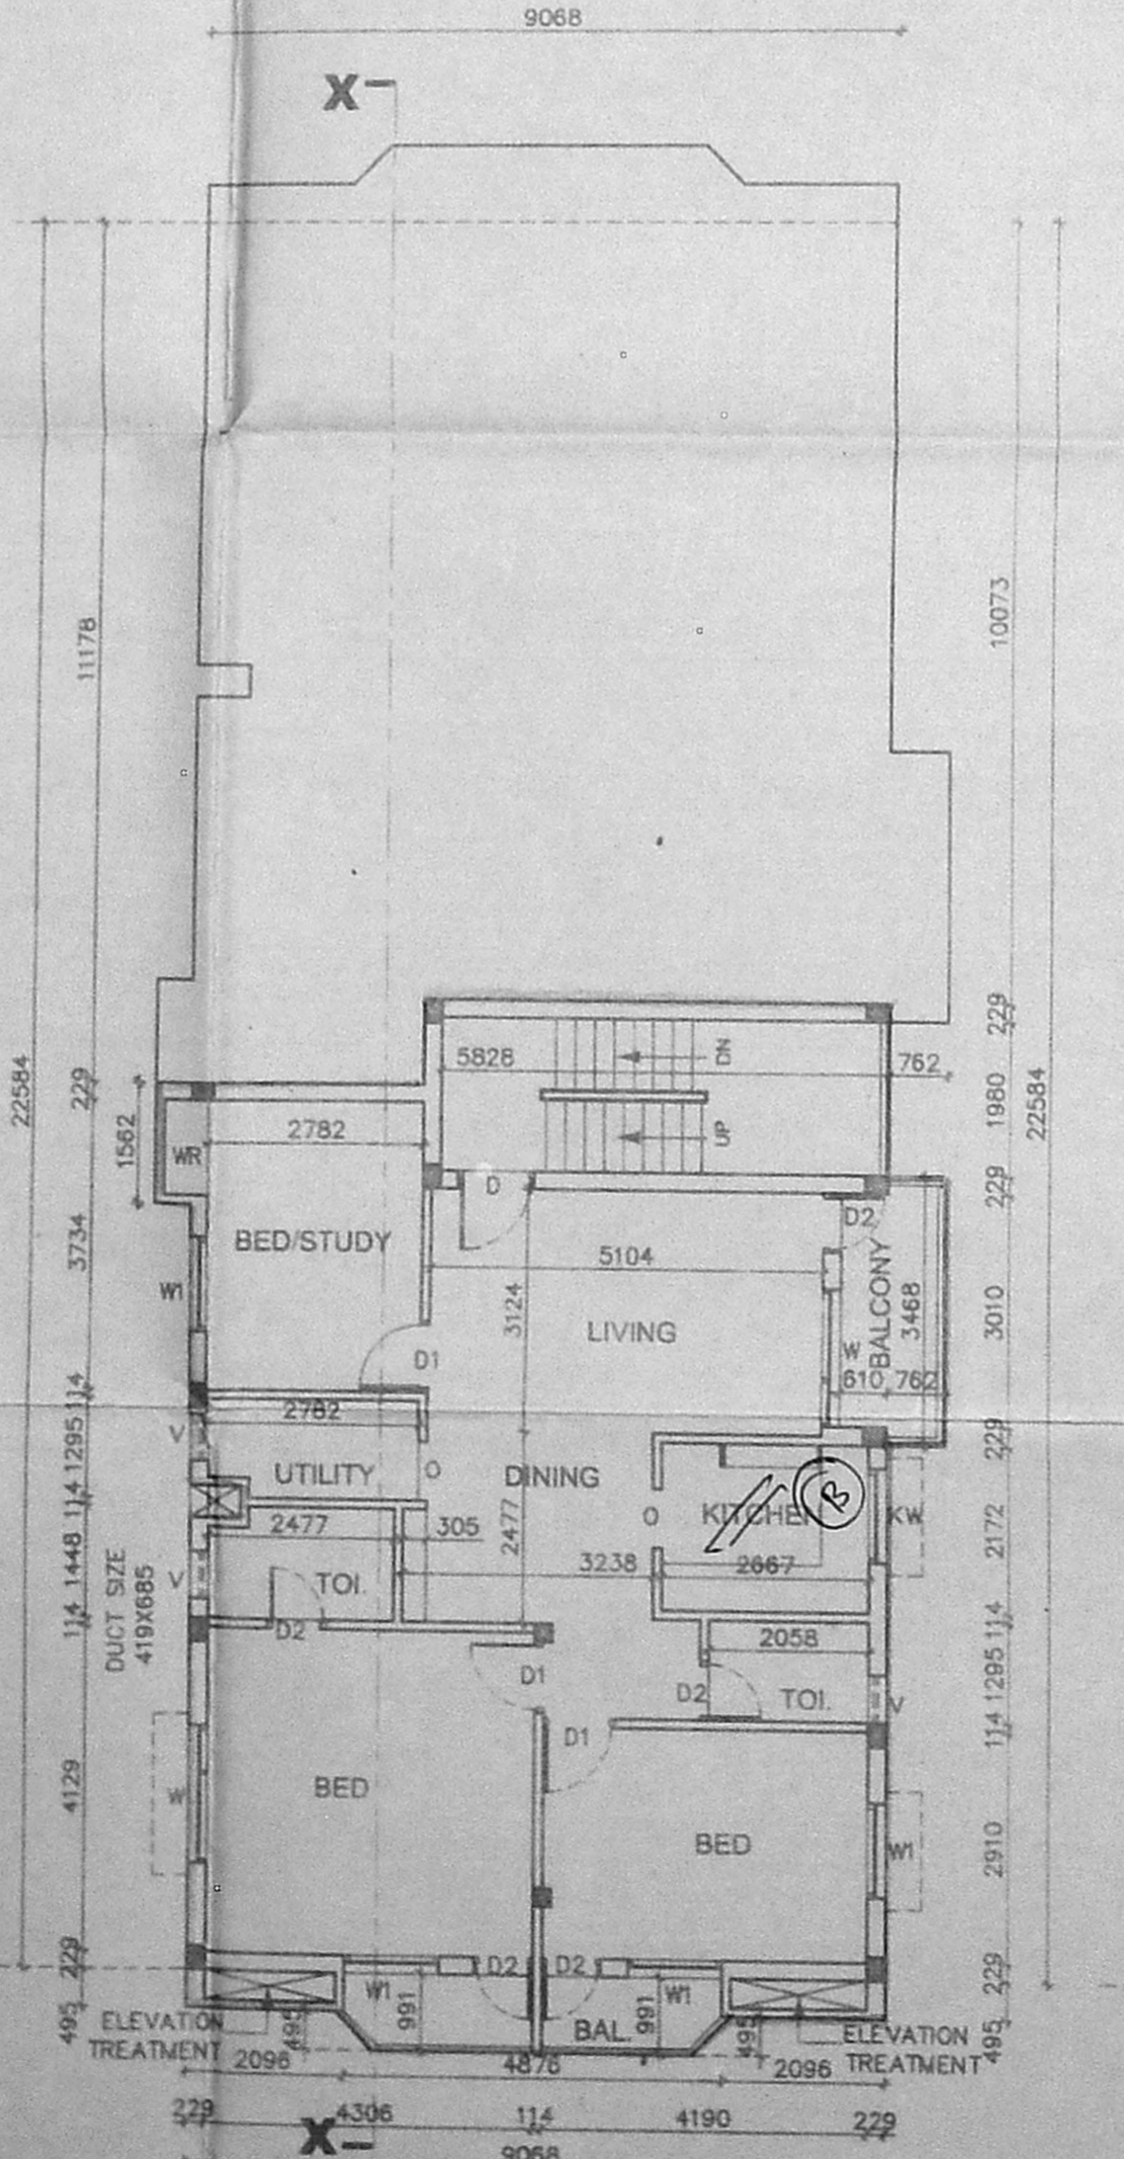 9068
X
11178
10073
22584
229
229
5828
DN
762
1980
22584
1562
2782
UP
WR
229
D
D2
BED/STUDY
5104
3734
BALCONY
3468
3124
3010
W1
LIVING
D1
W
610
762
114
2782
V
1295
229
UTILITY
O
DINING
B
KITCHEN
KW
114
2477
305
2477
O
2172
3238
2667
1448
V
TOI.
DUCT SIZE
419X685
114
D2
114
2058
D1
D2
TOI.
V
1295
D1
114
4129
W
BED
BED
W1
2910
229
D2
D2
229
W1
991
W1
991
495
ELEVATION
TREATMENT
495
BAL.
495
ELEVATION
TREATMENT
495
2096
4876
2096
229
4306
114
4190
229
X
9068